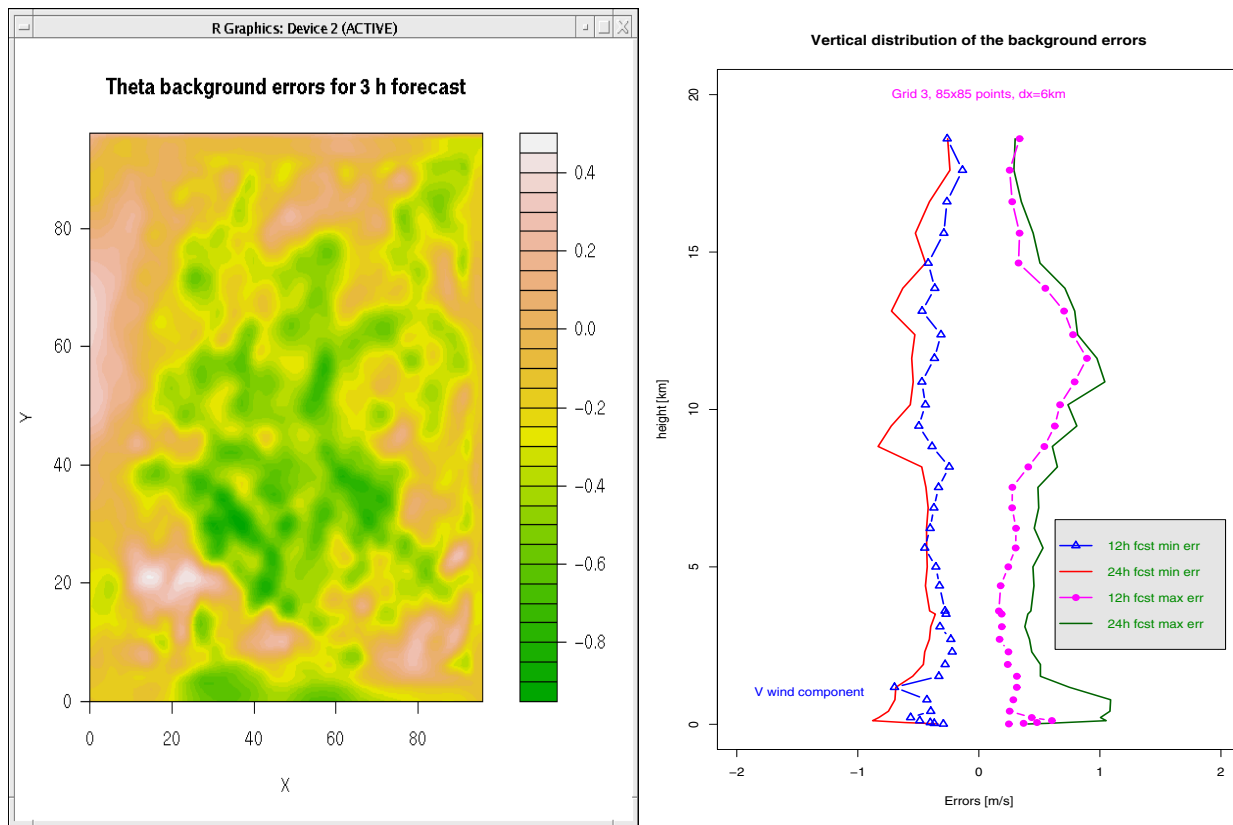 R Graphics: Device 2 (ACTIVE)
Theta background errors for 3 h forecast
Y
80
60
40
20
0
0 20 40 60 80
X
0.4
0.2
0.0
−0.2
−0.4
−0.6
−0.8
Vertical distribution of the background errors
Grid 3, 85x85 points, dx=6km
height [km]
20
15
10
5
0
12h fcst min err
24h fcst min err
12h fcst max err
24h fcst max err
V wind component
−2 −1 0 1 2
Errors [m/s]